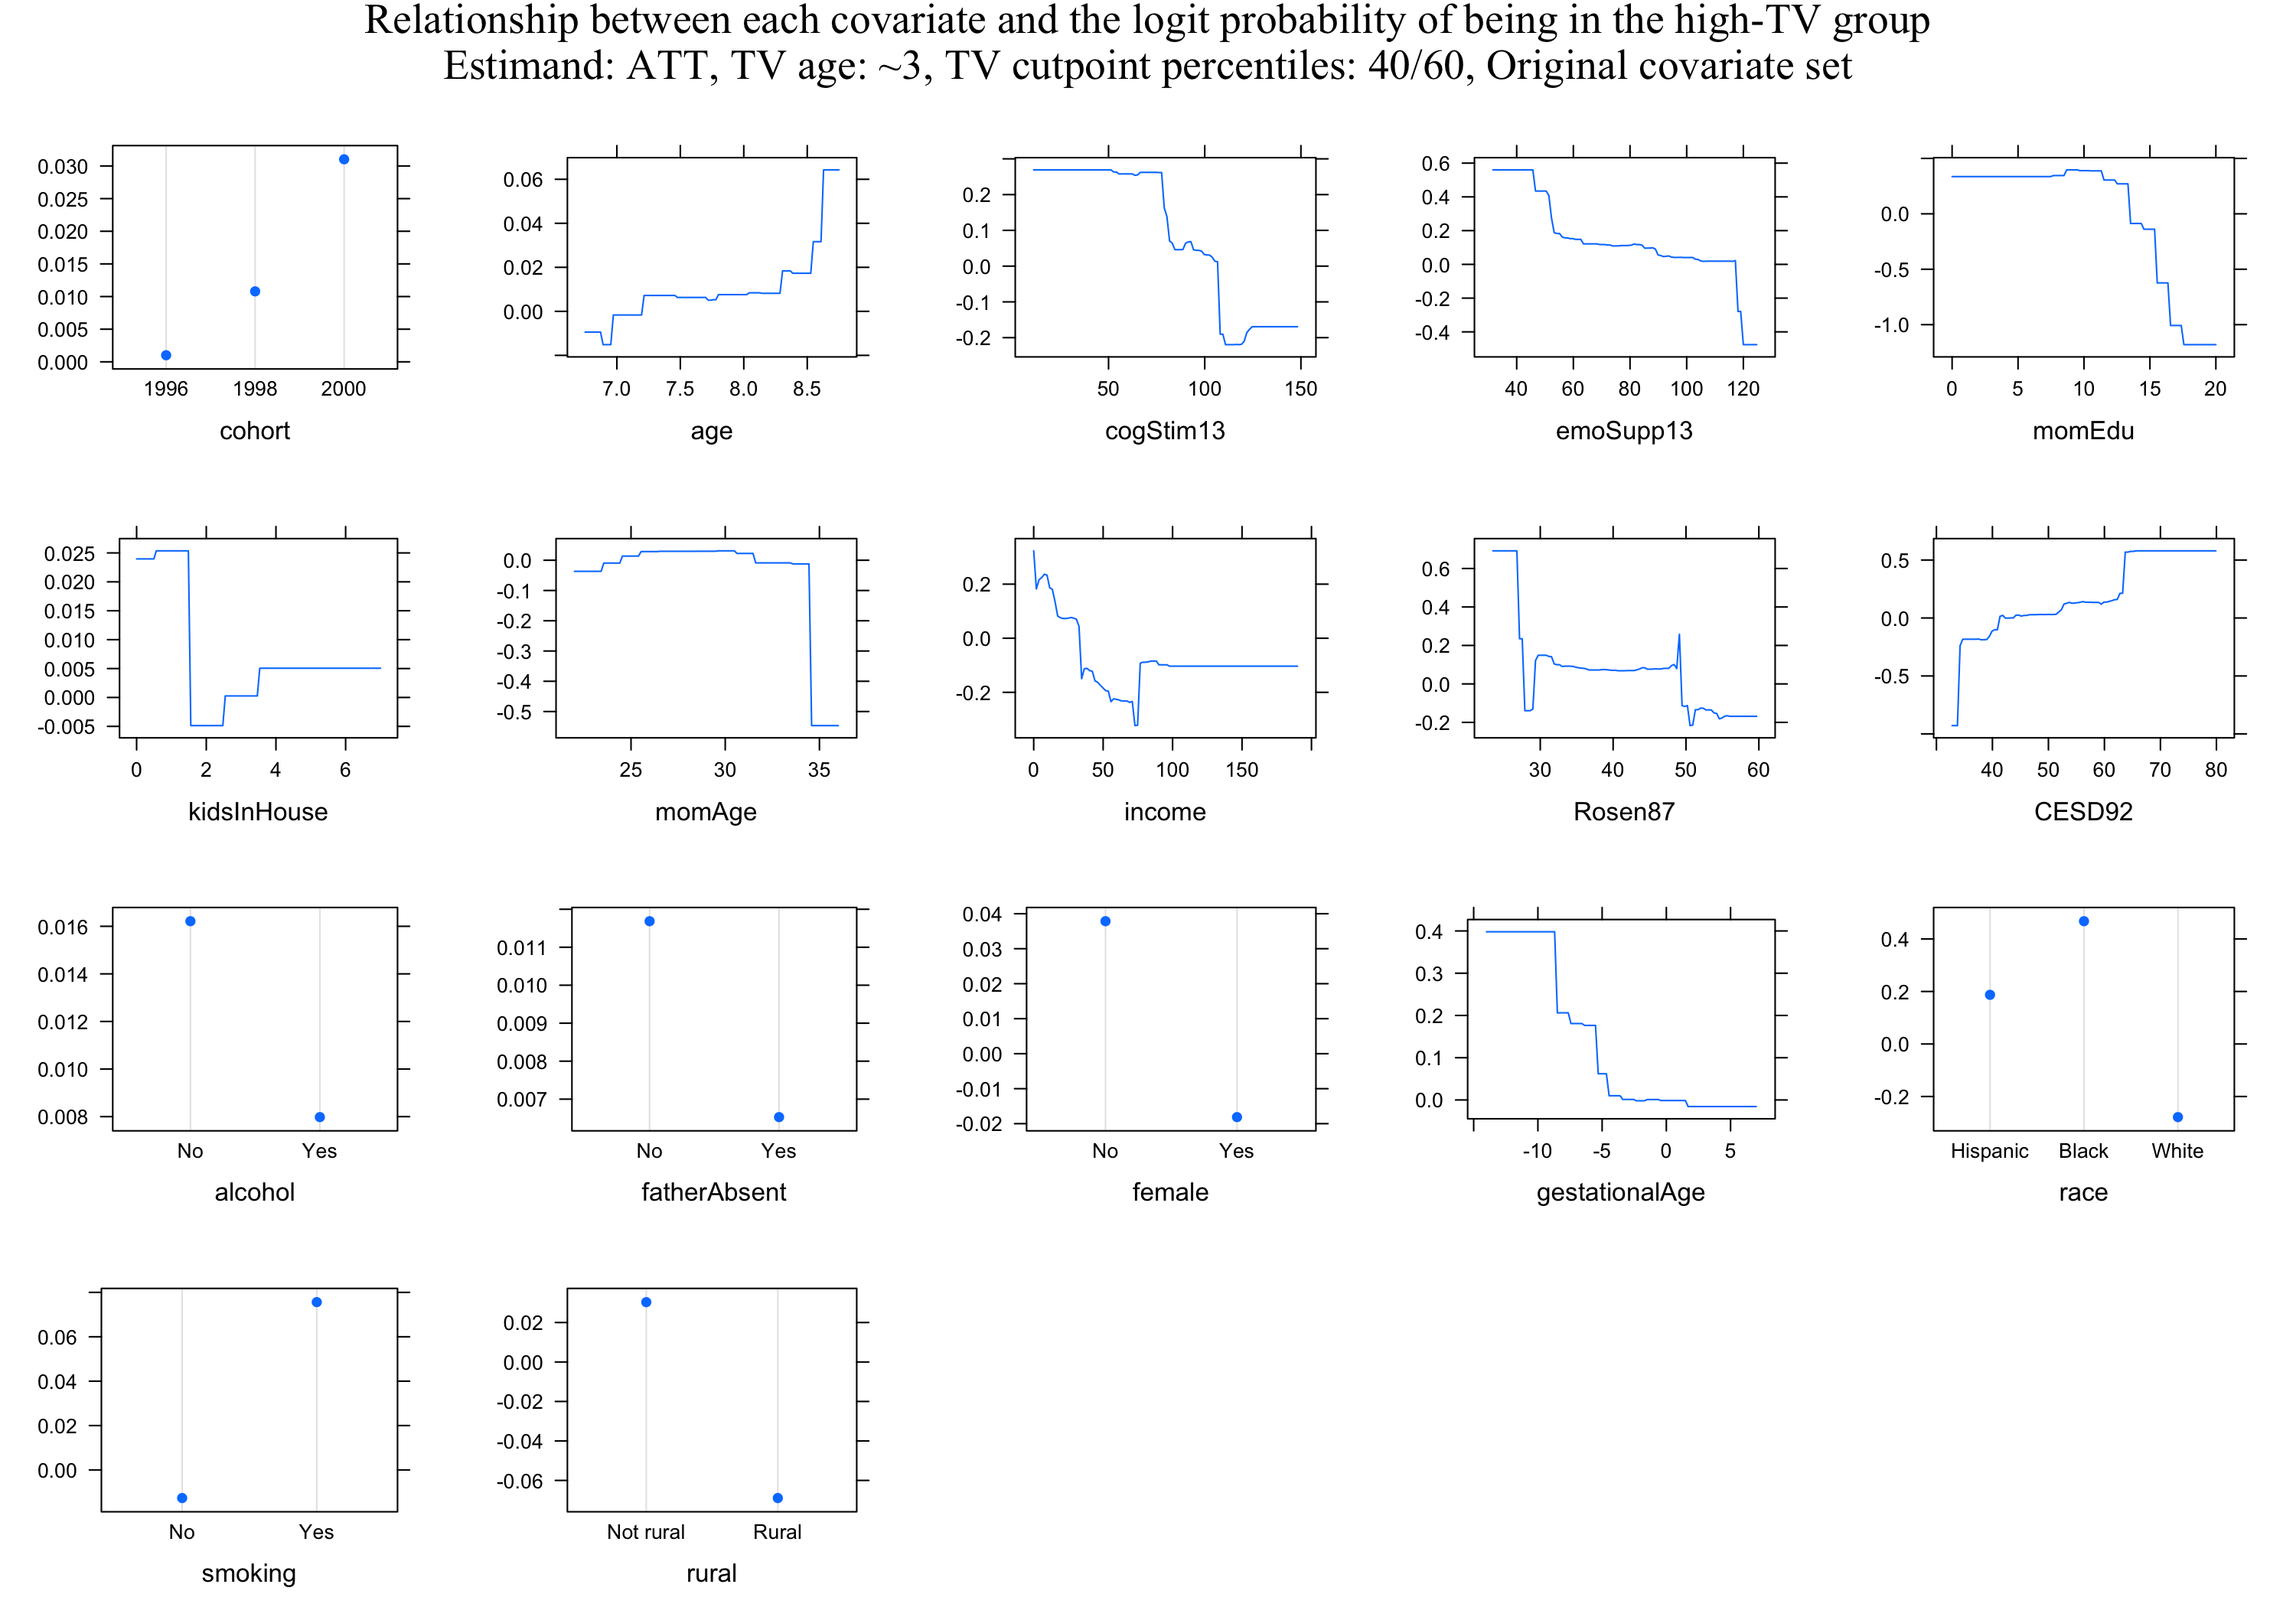 Relationship between each covariate and the logit probability of being in the high-TV group
Estimand: ATT, TV age: ~3, TV cutpoint percentiles: 40/60, Original covariate set
0.030
0.025
0.020
0.015
0.010
0.005
0.000
1996 1998 2000
cohort
0.06
0.04
0.02
0.00
7.0 7.5 8.0 8.5
age
0.2
0.1
0.0
-0.1
-0.2
50 100 150
cogStim13
0.6
0.4
0.2
0.0
-0.2
-0.4
40 60 80 100 120
emoSupp13
0.0
-0.5
-1.0
0 5 10 15 20
momEdu
0.025
0.020
0.015
0.010
0.005
0.000
-0.005
0 2 4 6
kidsInHouse
0.0
-0.1
-0.2
-0.3
-0.4
-0.5
25 30 35
momAge
0.2
0.0
-0.2
0 50 100 150
income
0.6
0.4
0.2
0.0
-0.2
30 40 50 60
Rosen87
0.5
0.0
-0.5
40 50 60 70 80
CESD92
0.016
0.014
0.012
0.010
0.008
No Yes
alcohol
0.011
0.010
0.009
0.008
0.007
No Yes
fatherAbsent
0.04
0.03
0.02
0.01
0.00
-0.01
-0.02
No Yes
female
0.4
0.3
0.2
0.1
0.0
-10 -5 0 5
gestationalAge
0.4
0.2
0.0
-0.2
Hispanic Black White
race
0.06
0.04
0.02
0.00
No Yes
smoking
0.02
0.00
-0.02
-0.04
-0.06
Not rural Rural
rural